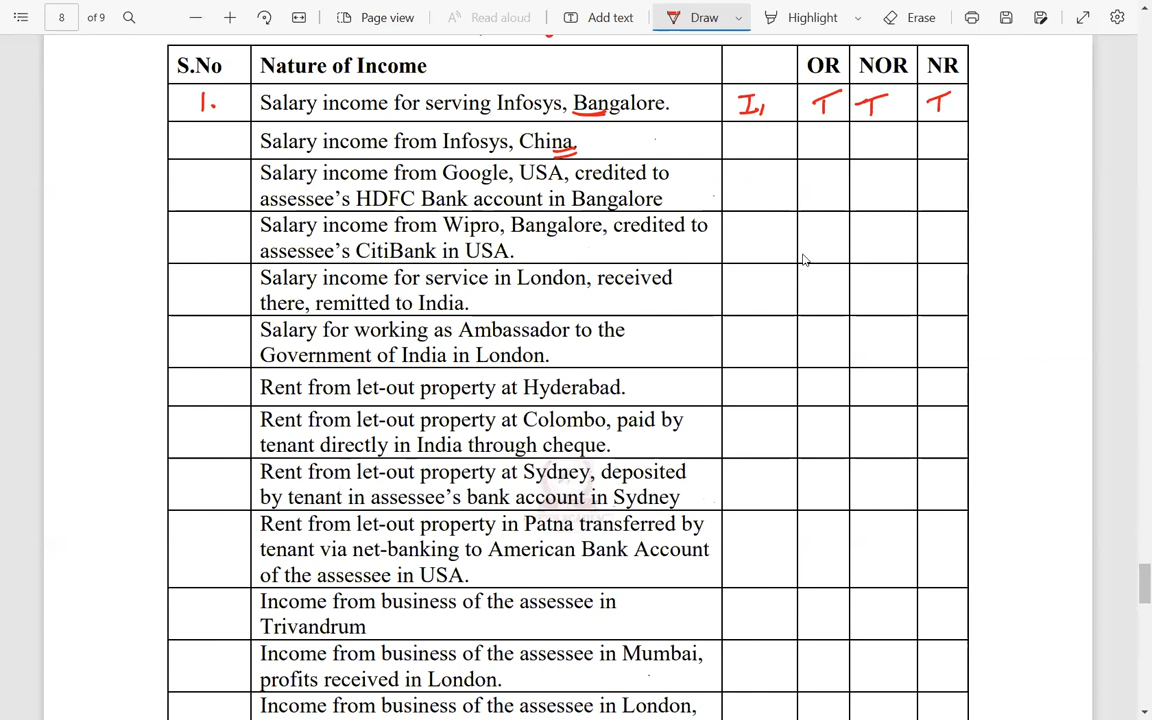 8 of 9
Page view
Read aloud
Add text
Draw
Highlight
Erase
S.No Nature of Income OR NOR NR
1. Salary income for serving Infosys, Bangalore. I, T T T
Salary income from Infosys, China.
Salary income from Google, USA, credited to
assessee’s HDFC Bank account in Bangalore
Salary income from Wipro, Bangalore, credited to
assessee’s CitiBank in USA.
Salary income for service in London, received
there, remitted to India.
Salary for working as Ambassador to the
Government of India in London.
Rent from let-out property at Hyderabad.
Rent from let-out property at Colombo, paid by
tenant directly in India through cheque.
Rent from let-out property at Sydney, deposited
by tenant in assessee’s bank account in Sydney
Rent from let-out property in Patna transferred by
tenant via net-banking to American Bank Account
of the assessee in USA.
Income from business of the assessee in
Trivandrum
Income from business of the assessee in Mumbai,
profits received in London.
Income from business of the assessee in London,